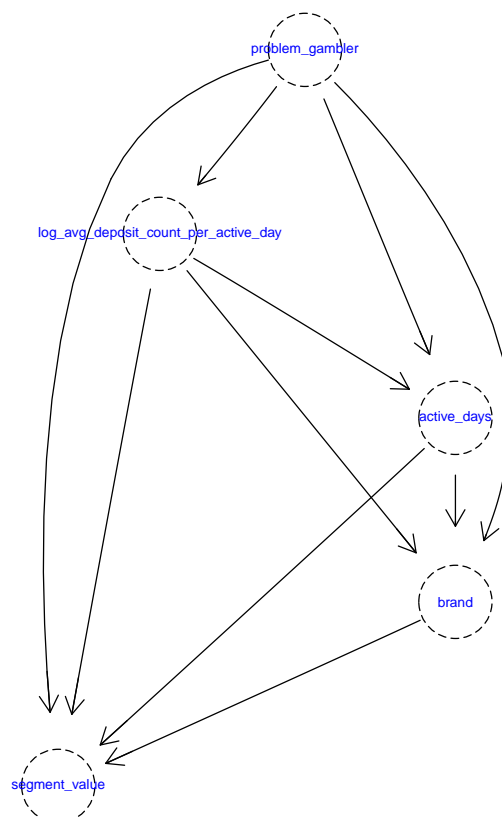 problem_gambler
log_avg_deposit_count_per_active_day
active_days
brand
segment_value